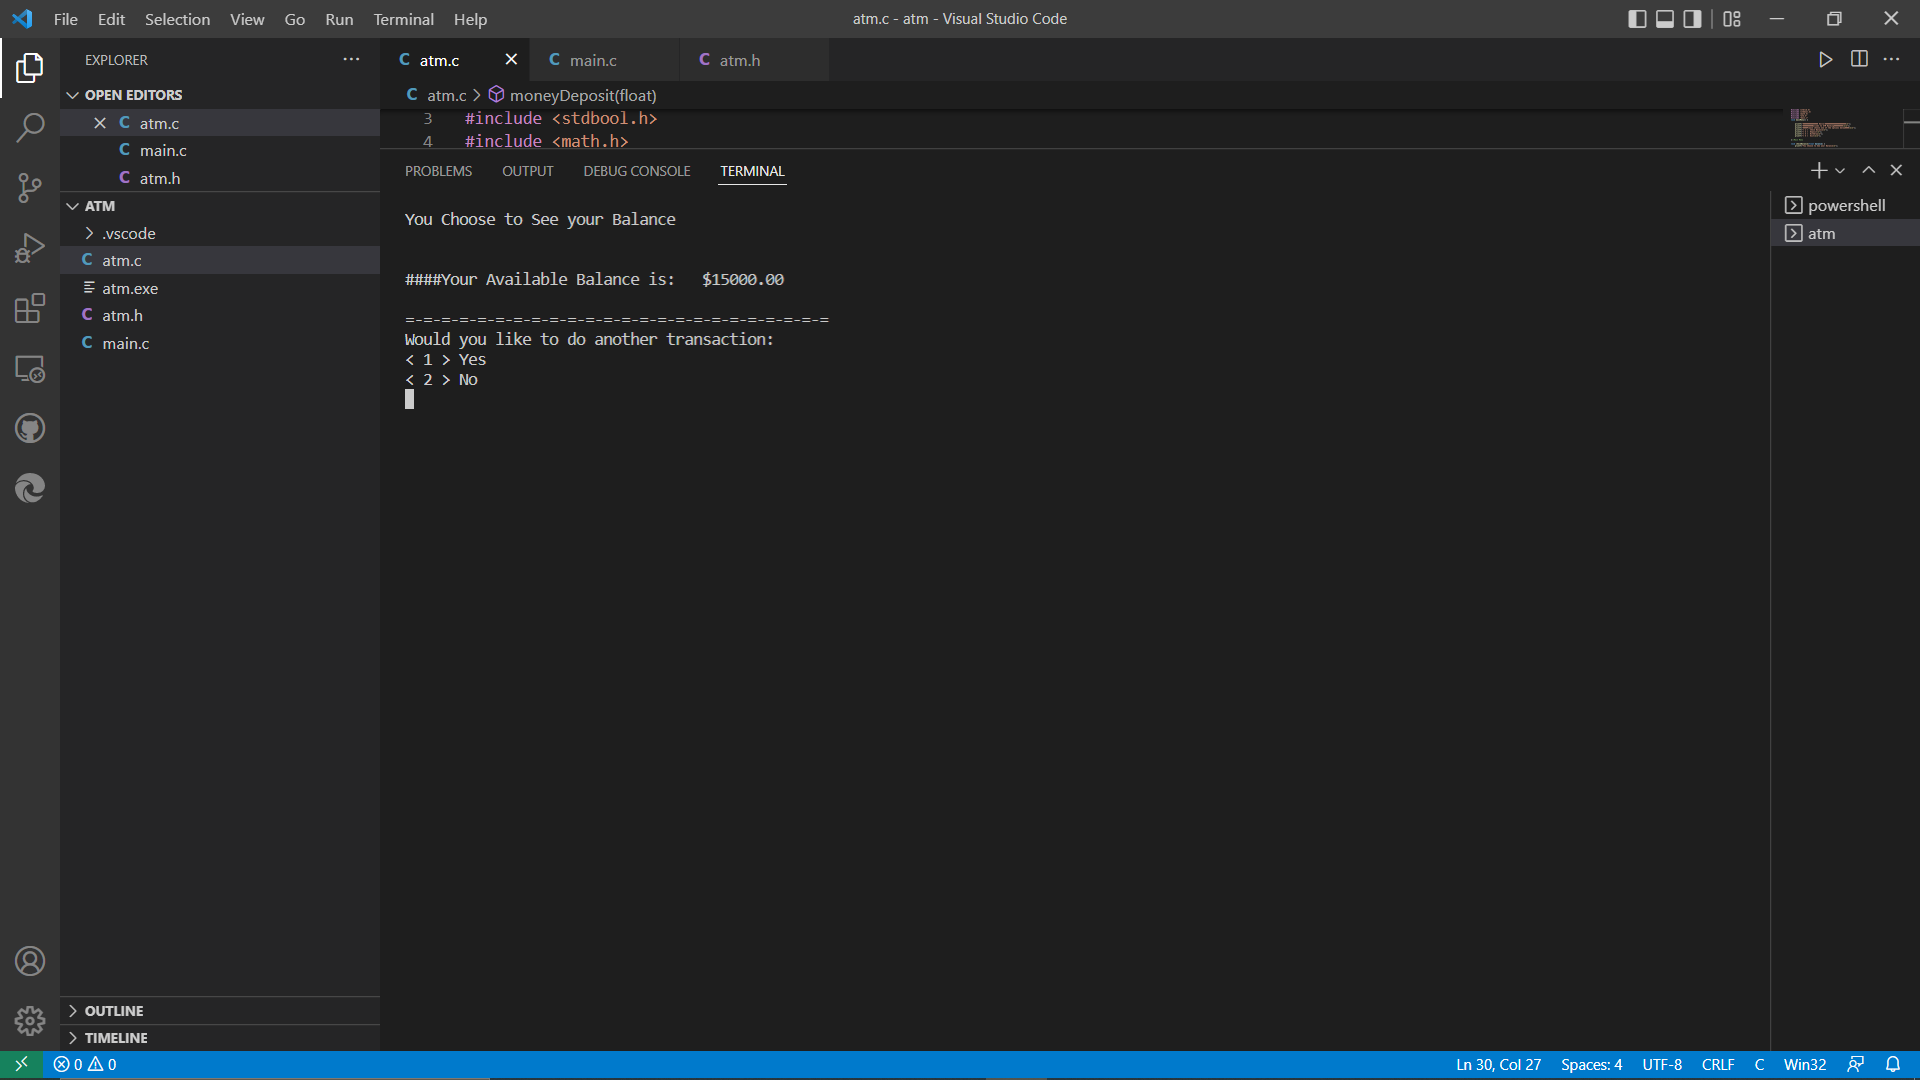 File Edit Selection View Go Run Terminal Help
atm.c - atm - Visual Studio Code
EXPLORER
OPEN EDITORS
C atm.c
C main.c
C atm.h
ATM
.vscode
C atm.c
atm.exe
C atm.h
C main.c
OUTLINE
TIMELINE
C atm.c
C main.c
C atm.h
C atm.c > moneyDeposit(float)
3 #include <stdbool.h>
4 #include <math.h>
PROBLEMS OUTPUT DEBUG CONSOLE TERMINAL
You Choose to See your Balance
####Your Available Balance is: $15000.00
=-=-=-=-=-=-=-=-=-=-=-=-=-=-=-=-=-=-=-=-=-=-=-=
Would you like to do another transaction:
< 1 > Yes
< 2 > No
powershell
atm
0 0
Ln 30, Col 27 Spaces: 4 UTF-8 CRLF C Win32